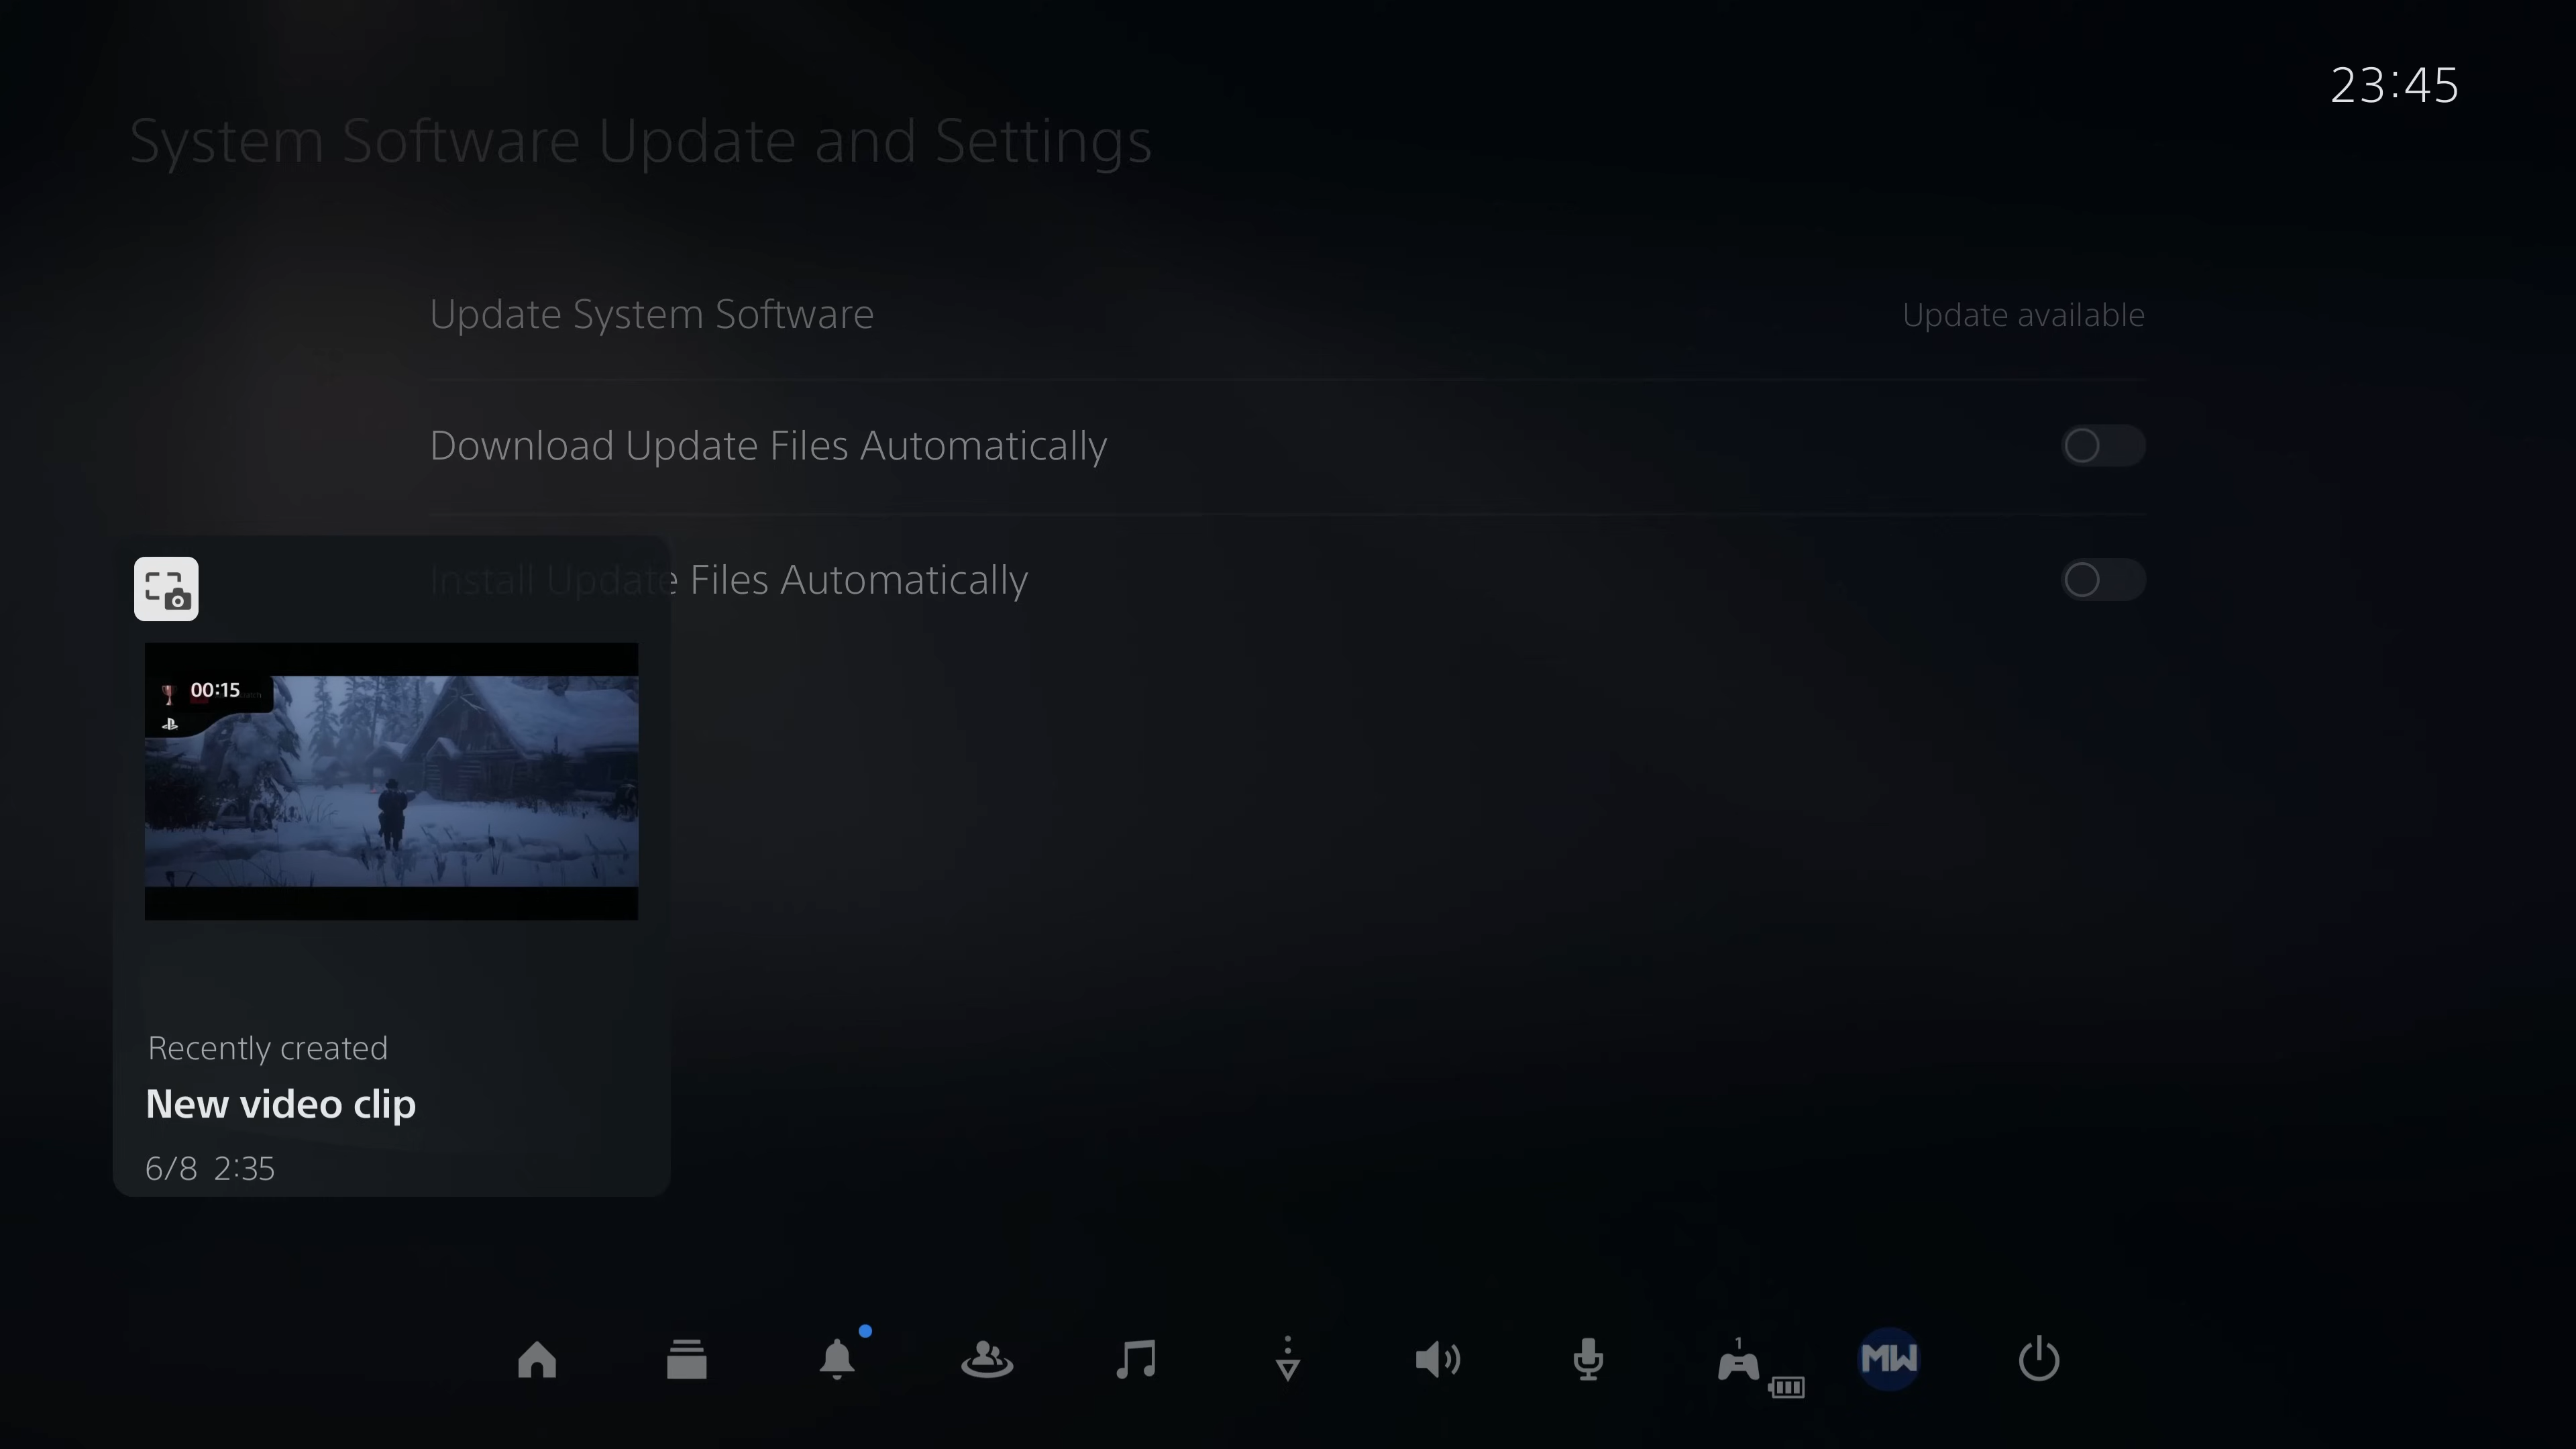 23:45
System Software Update and Settings
Update System Software
Update available
Download Update Files Automatically
Install Update Files Automatically
00:15
Recently created
New video clip
6/8 2:35
1
MW